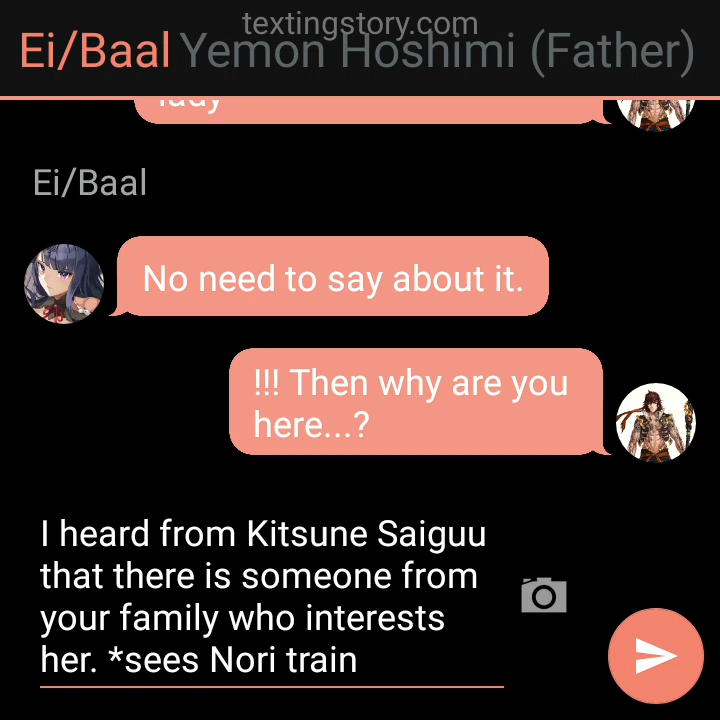 textingstory.com
Ei/Baal Yemon Hoshimi (Father)
lady
Ei/Baal
No need to say about it.
!!! Then why are you
here...?
I heard from Kitsune Saiguu
that there is someone from
your family who interests
her. *sees Nori train